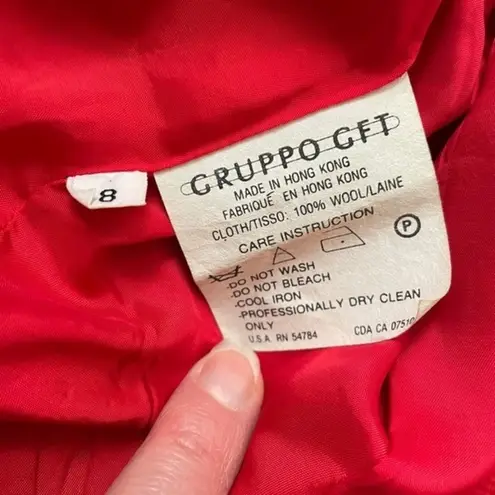 8
GRUPPO GFT
MADE IN HONG KONG
FABRIQUÉ EN HONG KONG
CLOTH/TISSO: 100% WOOL/LAINE
CARE INSTRUCTION
P
-DO NOT WASH
-DO NOT BLEACH
-COOL IRON
-PROFESSIONALLY DRY CLEAN
ONLY
U.S.A RN 54784 CDA CA 07510